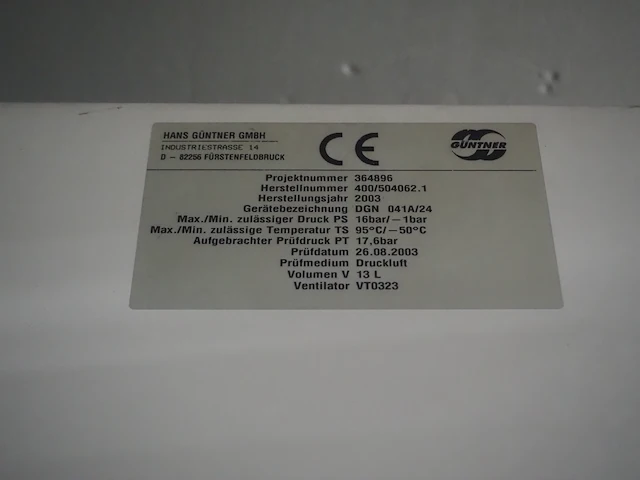 HANS GÜNTNER GMBH
INDUSTRIESTRASSE 14
D – 82256 FÜRSTENFELDBRUCK
CE
GÜNTNER
Projektnummer 364896
Herstellnummer 400/504062.1
Herstellungsjahr 2003
Gerätebezeichnung DGN 041A/24
Max./Min. zulässiger Druck PS 16bar/–1bar
Max./Min. zulässige Temperatur TS 95°C/–50°C
Aufgebrachter Prüfdruck PT 17,6bar
Prüfdatum 26.08.2003
Prüfmedium Druckluft
Volumen V 13 L
Ventilator VT0323